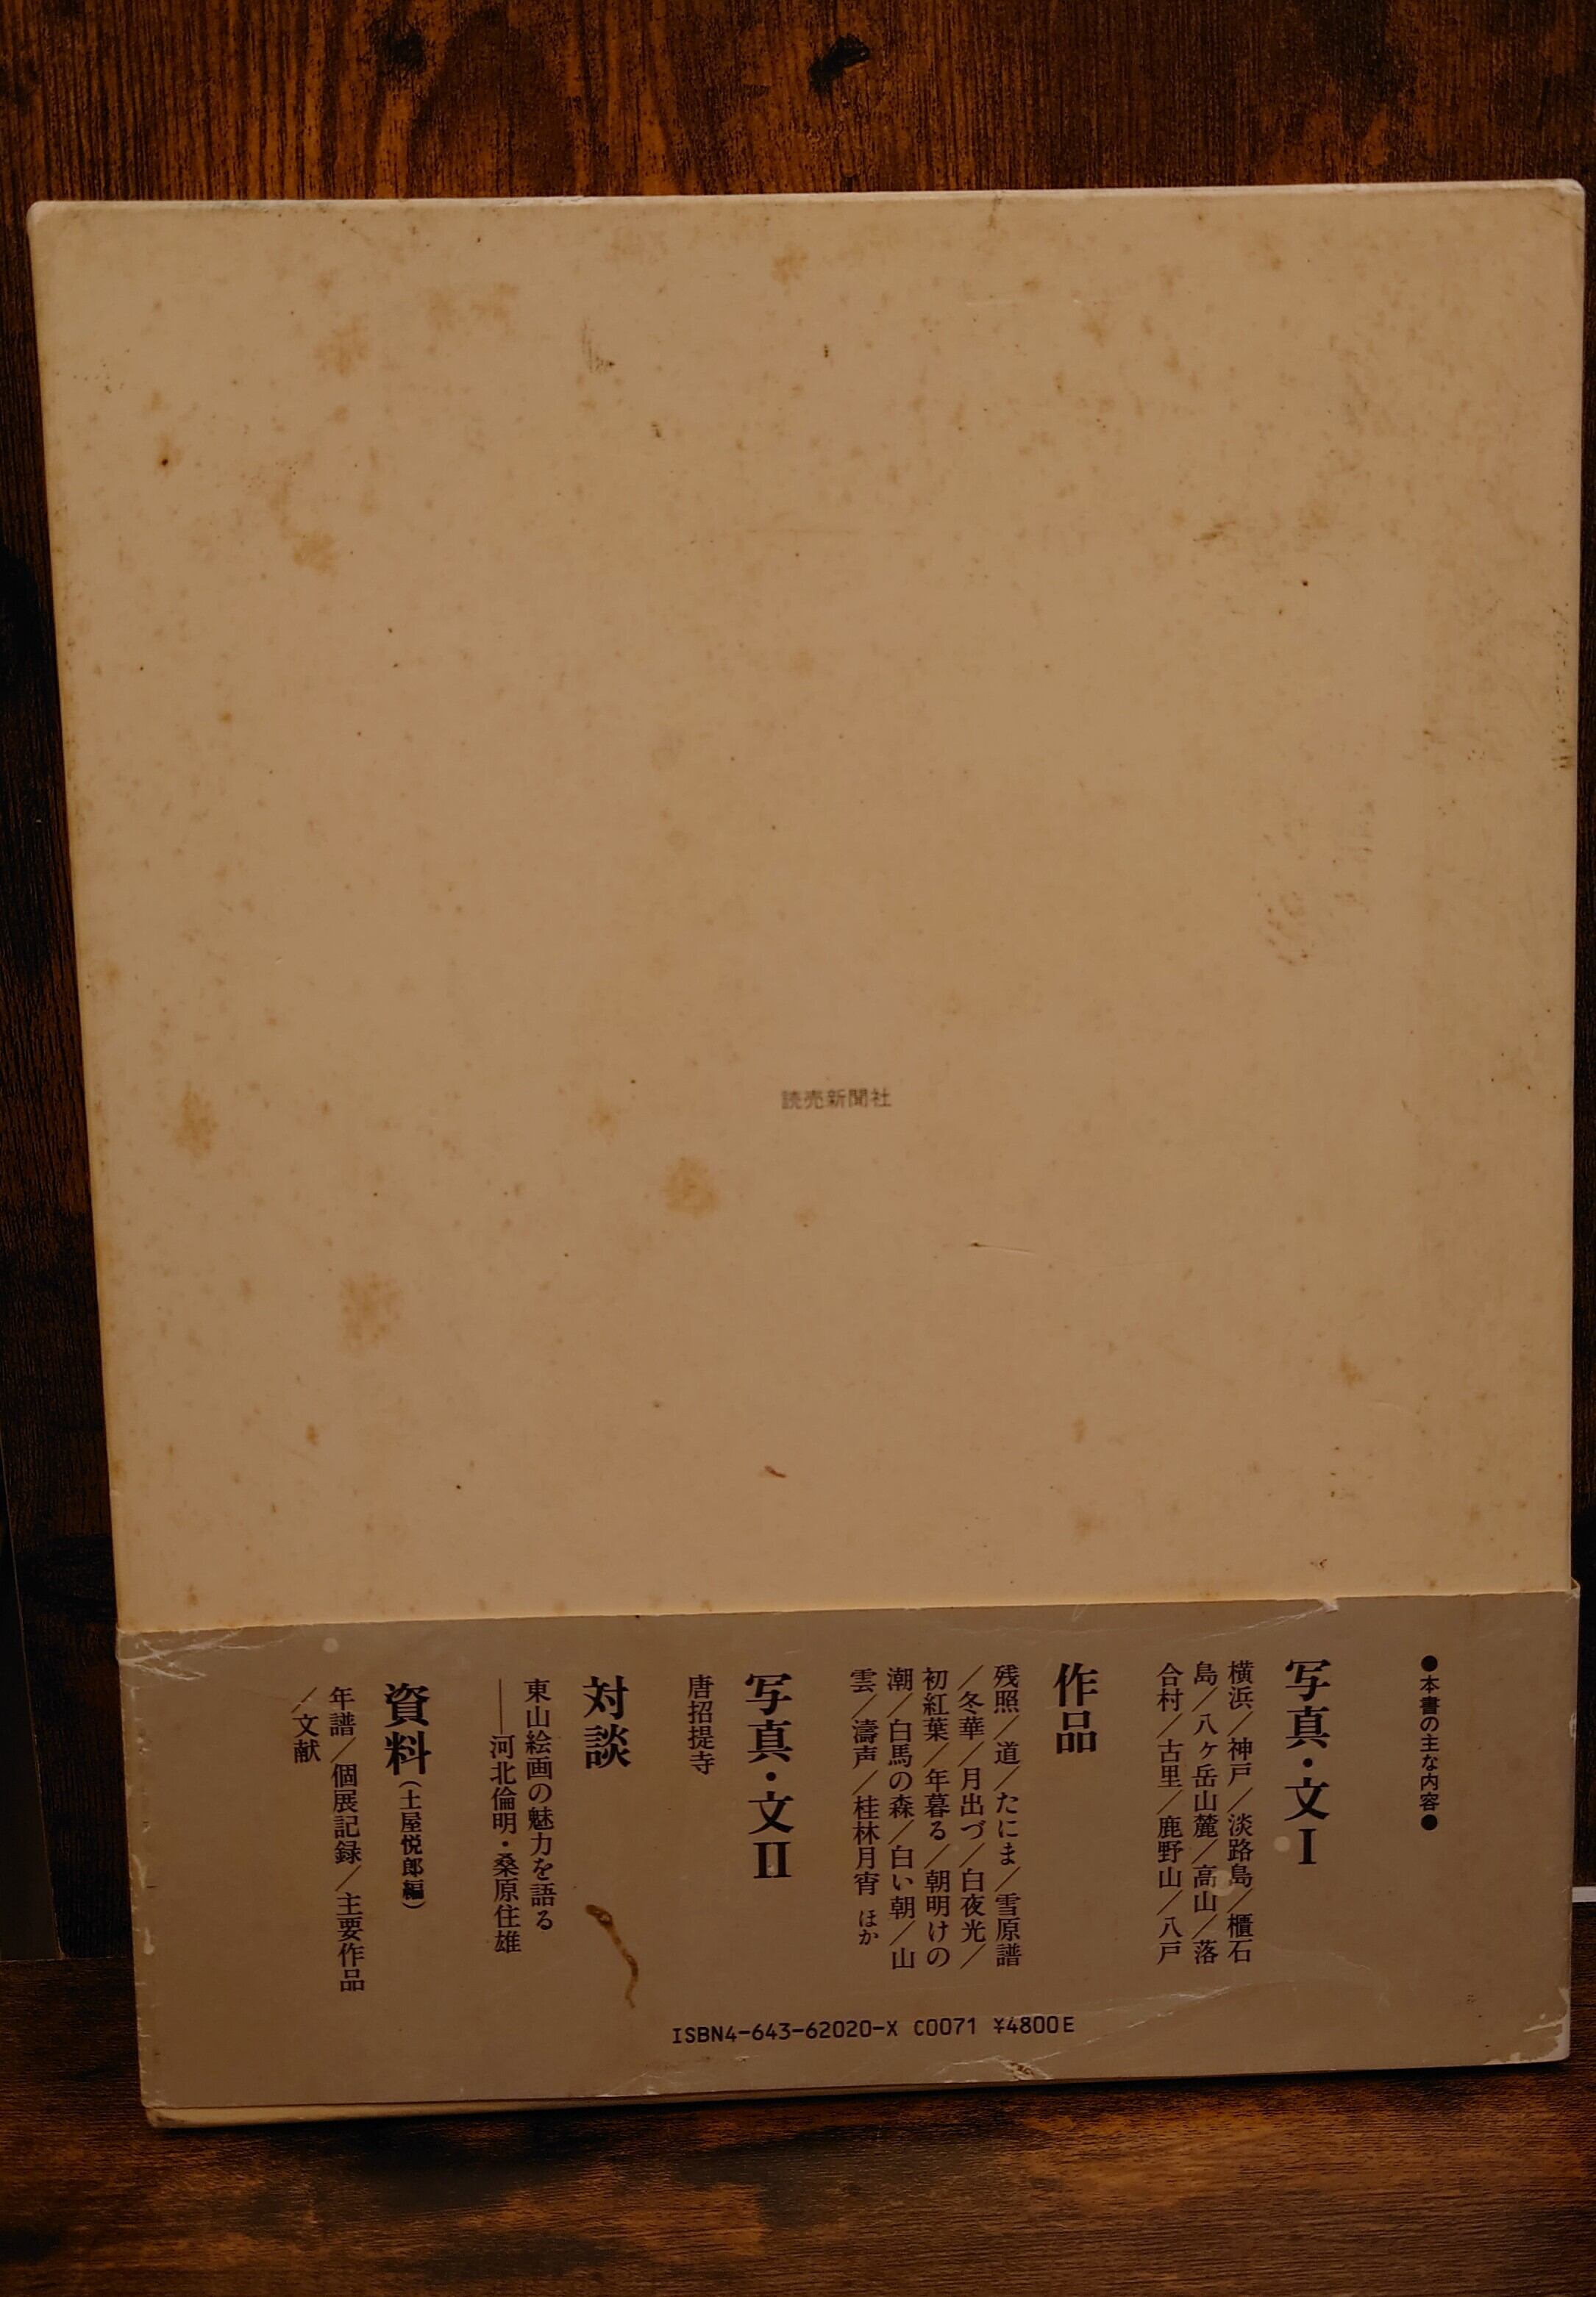 読売新聞社
●本書の主な内容●
写真・文Ⅰ
横浜／神戸／淡路島／櫃石
島／八ヶ岳山麓／高山／落
合村／古里／鹿野山／八戸
作品
残照／道／たにま／雪原譜
／冬華／月出づ／白夜光／
初紅葉／年暮る／朝明けの
潮／白馬の森／白い朝／山
雲／濤声／桂林月宵 ほか
写真・文Ⅱ
唐招提寺
対談
東山絵画の魅力を語る
──河北倫明・桑原住雄
資料（土屋悦郎編）
年譜／個展記録／主要作品
／文献
ISBN4-643-62020-X C0071 ¥4800E